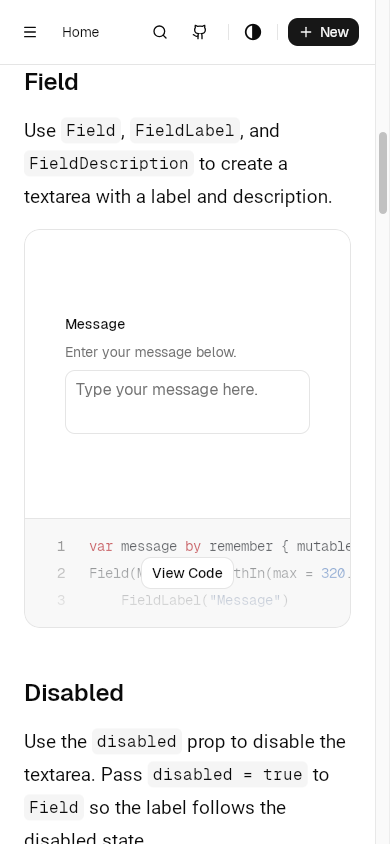 Home
New
Field
Use Field, FieldLabel, and
FieldDescription to create a
textarea with a label and description.
Message
Enter your message below.
Type your message here.
1 var message by remember { mutable
2 Field(M thIn(max = 320.
View Code
3 FieldLabel("Message")
Disabled
Use the disabled prop to disable the
textarea. Pass disabled = true to
Field so the label follows the
disabled state